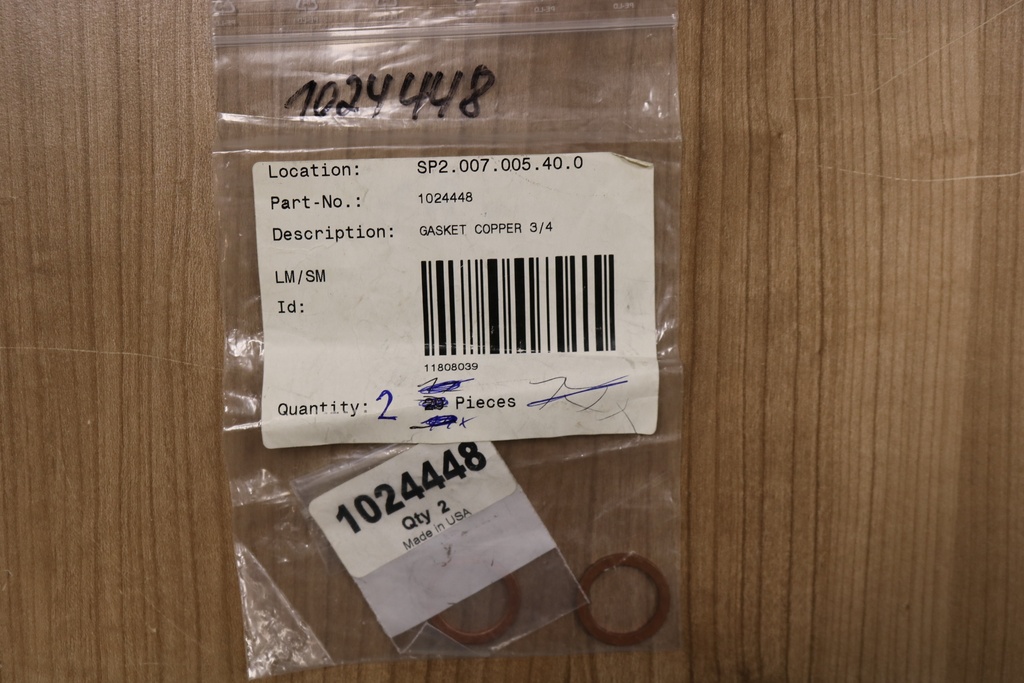 1024448
Location: SP2.007.005.40.0
Part-No.: 1024448
Description: GASKET COPPER 3/4
LM/SM
Id:
11808039
Quantity: 2 Pieces
1024448
Qty 2
Made in USA